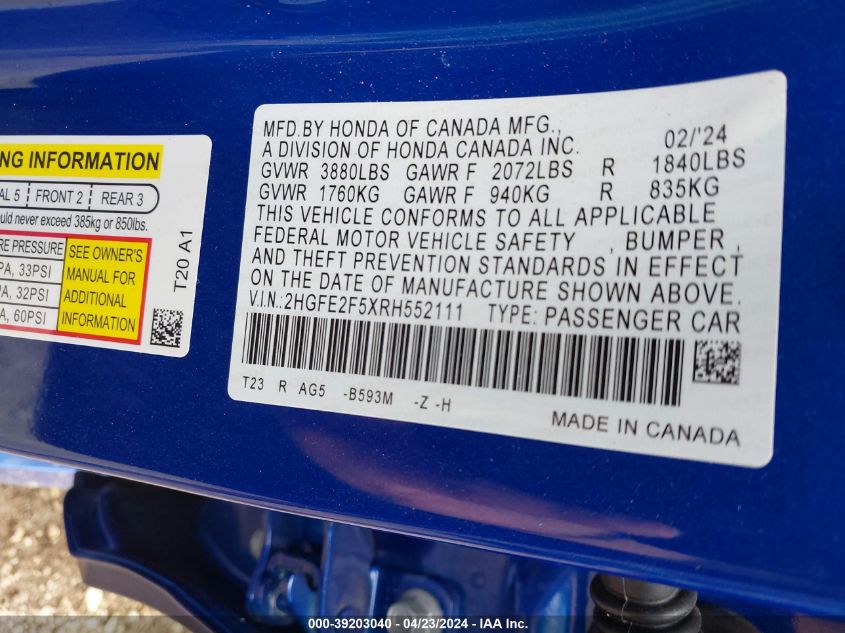 MFD.BY HONDA OF CANADA MFG.,
A DIVISION OF HONDA CANADA INC. 02/'24
GVWR 3880LBS GAWR F 2072LBS R 1840LBS
GVWR 1760KG GAWR F 940KG R 835KG
THIS VEHICLE CONFORMS TO ALL APPLICABLE
FEDERAL MOTOR VEHICLE SAFETY , BUMPER ,
AND THEFT PREVENTION STANDARDS IN EFFECT
ON THE DATE OF MANUFACTURE SHOWN ABOVE.
V.I.N.:2HGFE2F5XRH552111 TYPE: PASSENGER CAR
T23 R AG5 -B593M -Z -H
MADE IN CANADA
NG INFORMATION
AL 5 FRONT 2 REAR 3
ould never exceed 385kg or 850lbs.
RE PRESSURE
PA, 33PSI
PA, 32PSI
A, 60PSI
SEE OWNER'S
MANUAL FOR
ADDITIONAL
INFORMATION
T20 A1
000-39203040 - 04/23/2024 - IAA Inc.